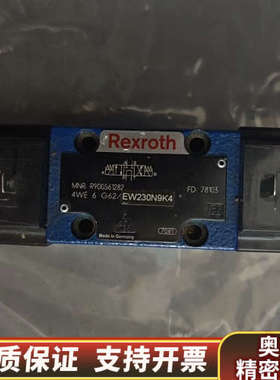 Rexroth
MNR: R900561282
FD: 78103
4WE 6 G62/EW230N9K4
Made in Germany
7081
奥
质保证 支持开票
精密